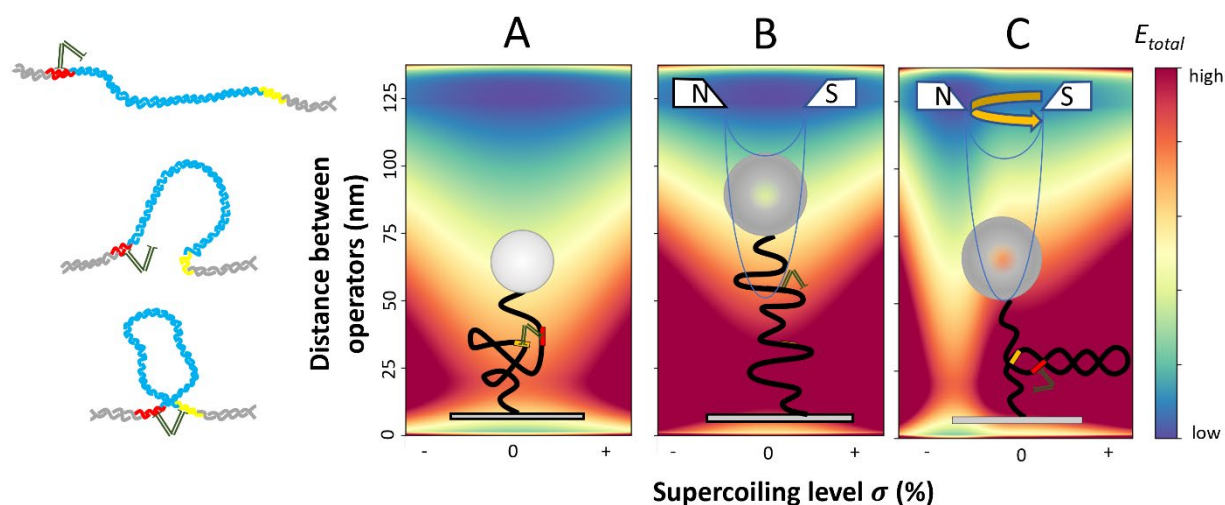 A
B
C
E_total
N
S
N
S
high
low
Distance between
operators (nm)
125
100
75
50
25
0
-
0
+
-
0
+
-
0
+
Supercoiling level σ (%)